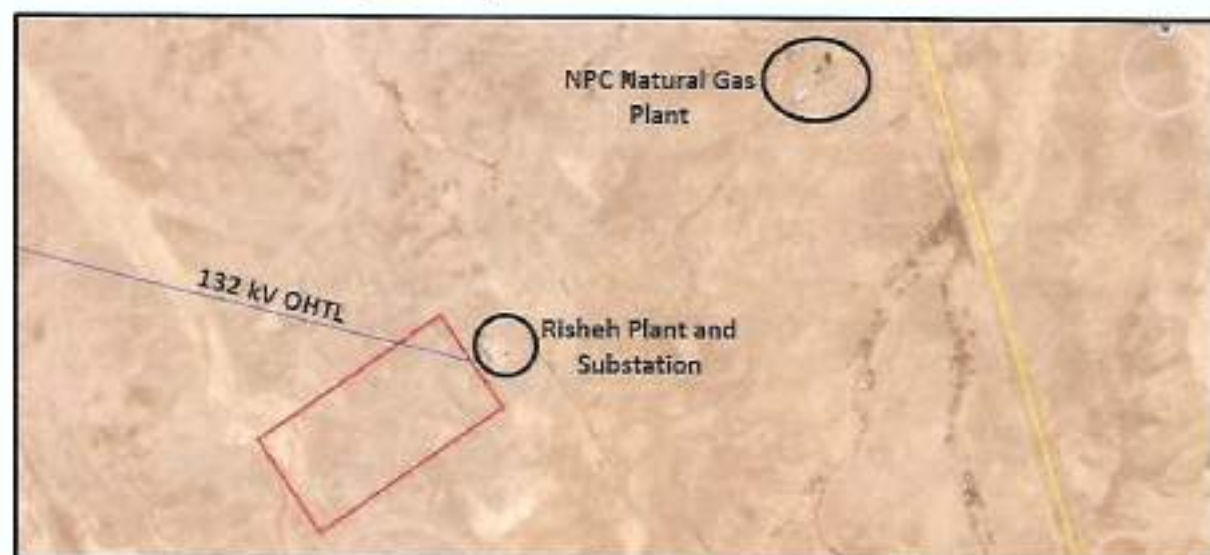 NPC Natural Gas
Plant
132 kV OHTL
Risheh Plant and
Substation